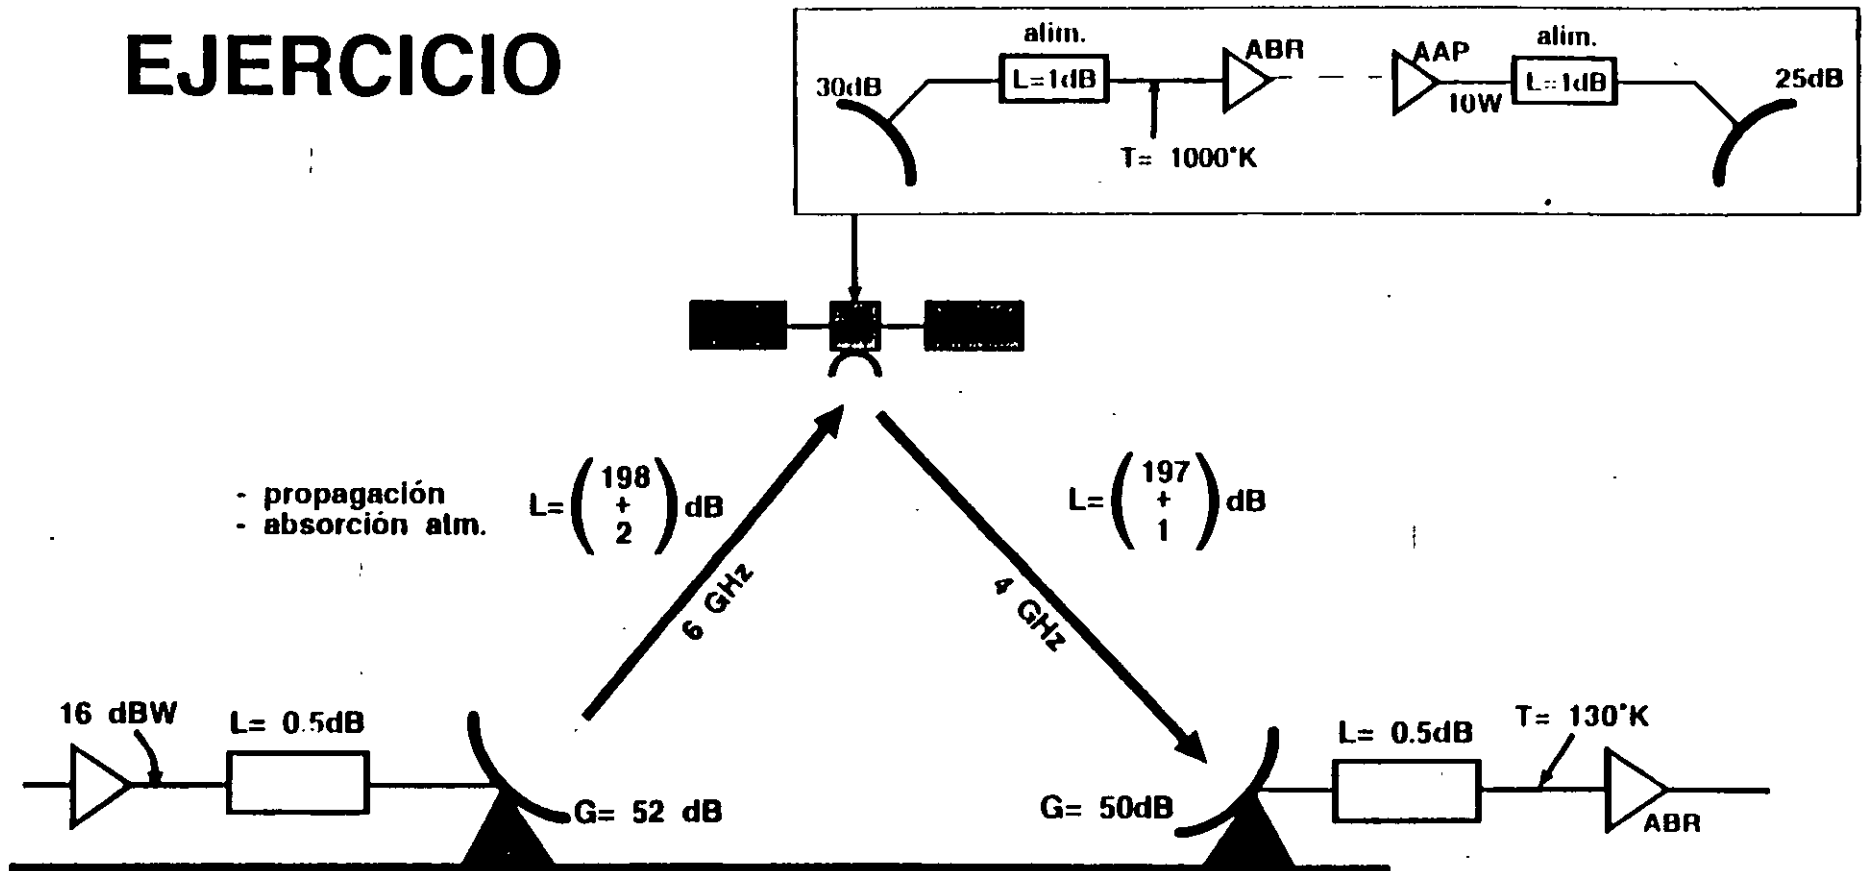 EJERCICIO
alim.
alim.
30dB
L=1dB
ABR
AAP
10W
L=1dB
25dB
T= 1000°K
- propagación
- absorción atm.
L= ( 198 + 2 ) dB
L= ( 197 + 1 ) dB
6 GHz
4 GHz
16 dBW
L= 0.5dB
G= 52 dB
G= 50dB
L= 0.5dB
T= 130°K
ABR